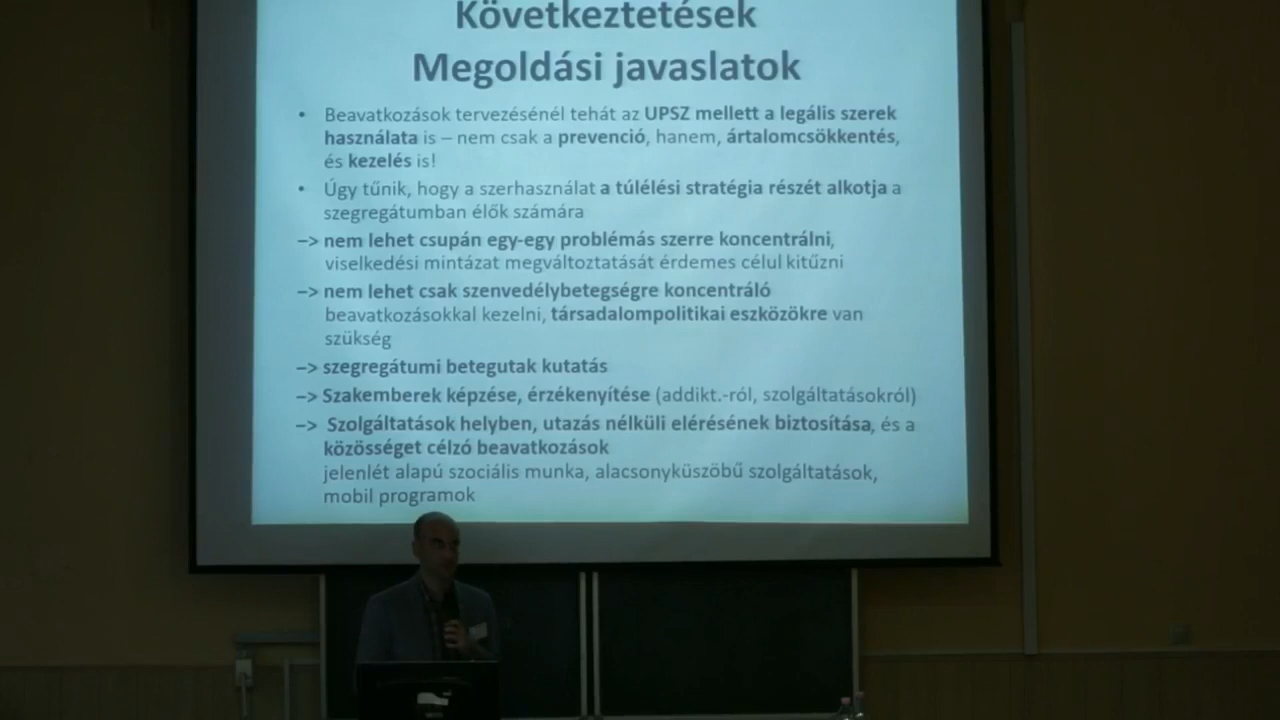 Következtetések
Megoldási javaslatok
• Beavatkozások tervezésénél tehát az UPSZ mellett a legális szerek
használata is – nem csak a prevenció, hanem, ártalomcsökkentés,
és kezelés is!
• Úgy tűnik, hogy a szerhasználat a túlélési stratégia részét alkotja a
szegregátumban élők számára
–> nem lehet csupán egy-egy problémás szerre koncentrálni,
viselkedési mintázat megváltoztatását érdemes célul kitűzni
–> nem lehet csak szenvedélybetegségre koncentráló
beavatkozásokkal kezelni, társadalompolitikai eszközökre van
szükség
–> szegregátumi betegutak kutatás
–> Szakemberek képzése, érzékenyítése (addikt.-ról, szolgáltatásokról)
–> Szolgáltatások helyben, utazás nélküli elérésének biztosítása, és a
közösséget célzó beavatkozások
jelenlét alapú szociális munka, alacsonyküszöbű szolgáltatások,
mobil programok